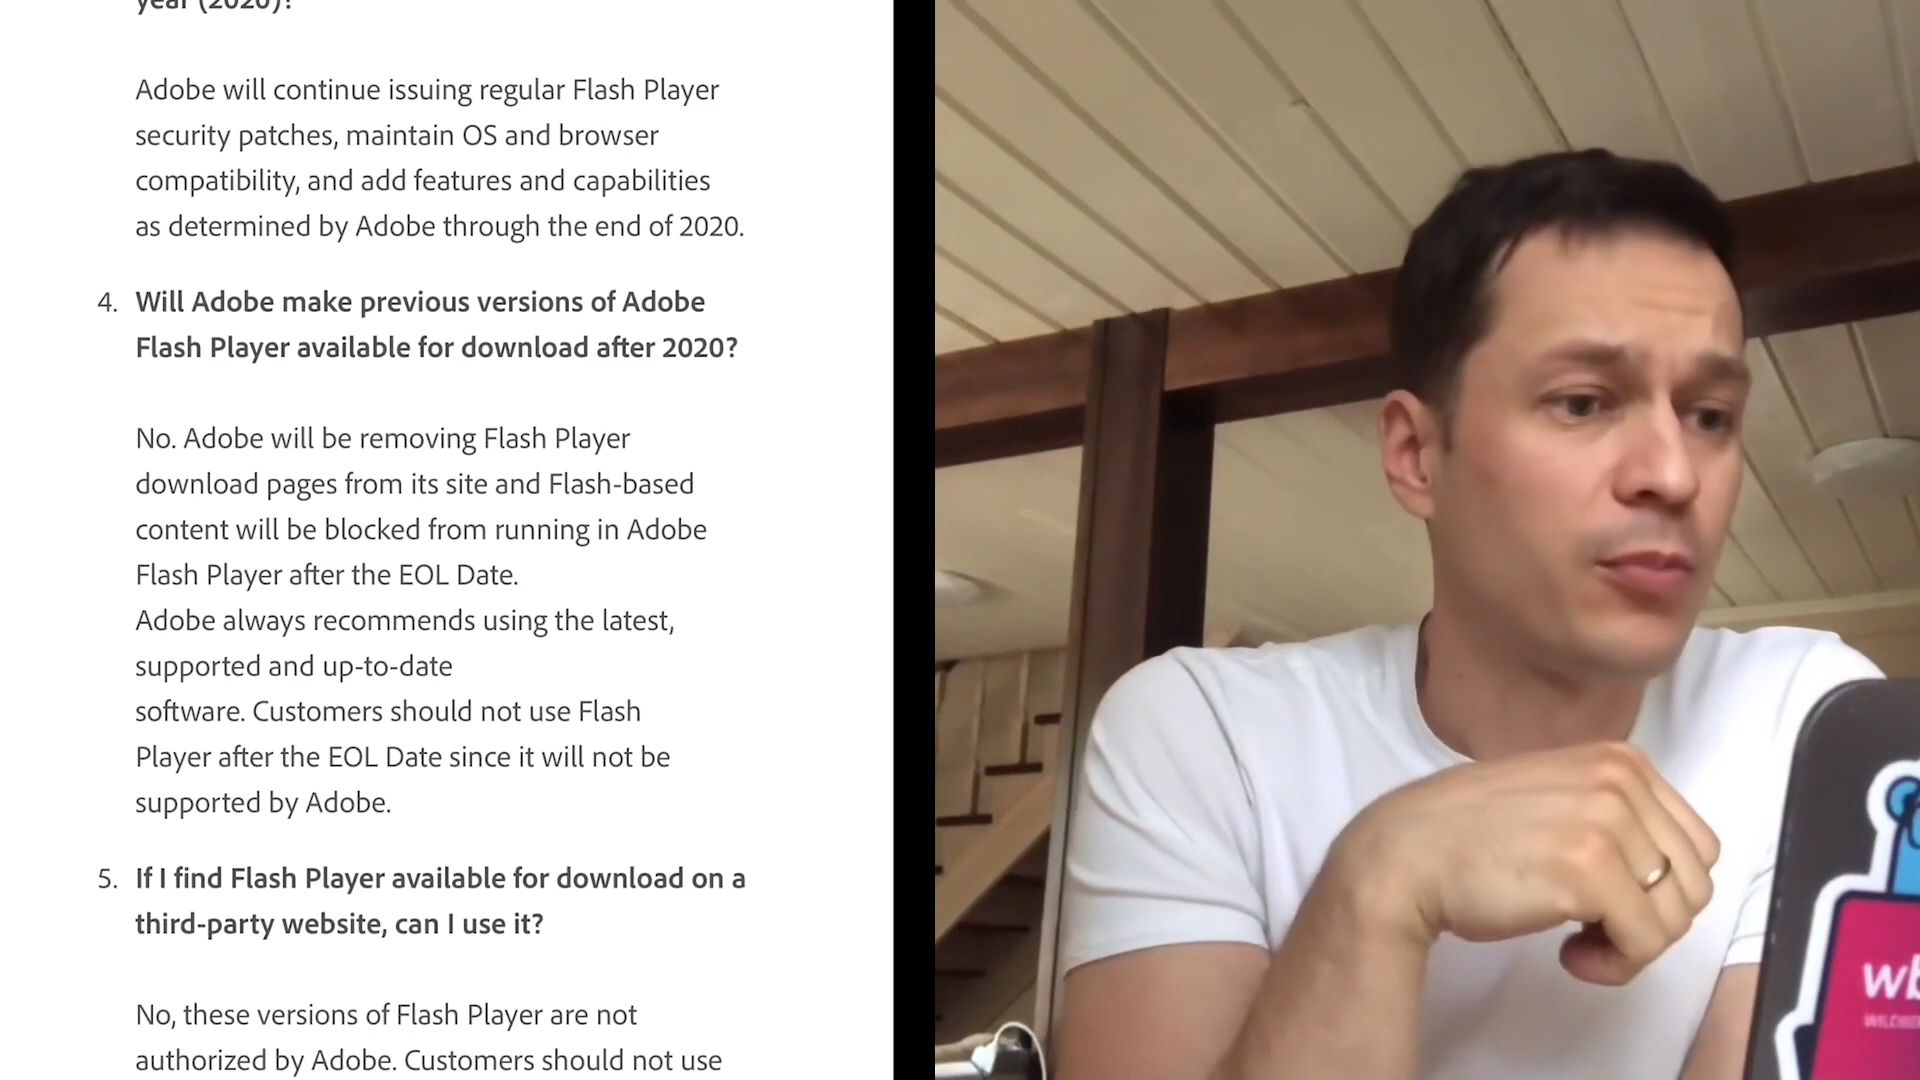 year (2020)?
Adobe will continue issuing regular Flash Player
security patches, maintain OS and browser
compatibility, and add features and capabilities
as determined by Adobe through the end of 2020.
4. Will Adobe make previous versions of Adobe
Flash Player available for download after 2020?
No. Adobe will be removing Flash Player
download pages from its site and Flash-based
content will be blocked from running in Adobe
Flash Player after the EOL Date.
Adobe always recommends using the latest,
supported and up-to-date
software. Customers should not use Flash
Player after the EOL Date since it will not be
supported by Adobe.
5. If I find Flash Player available for download on a
third-party website, can I use it?
No, these versions of Flash Player are not
authorized by Adobe. Customers should not use
wb